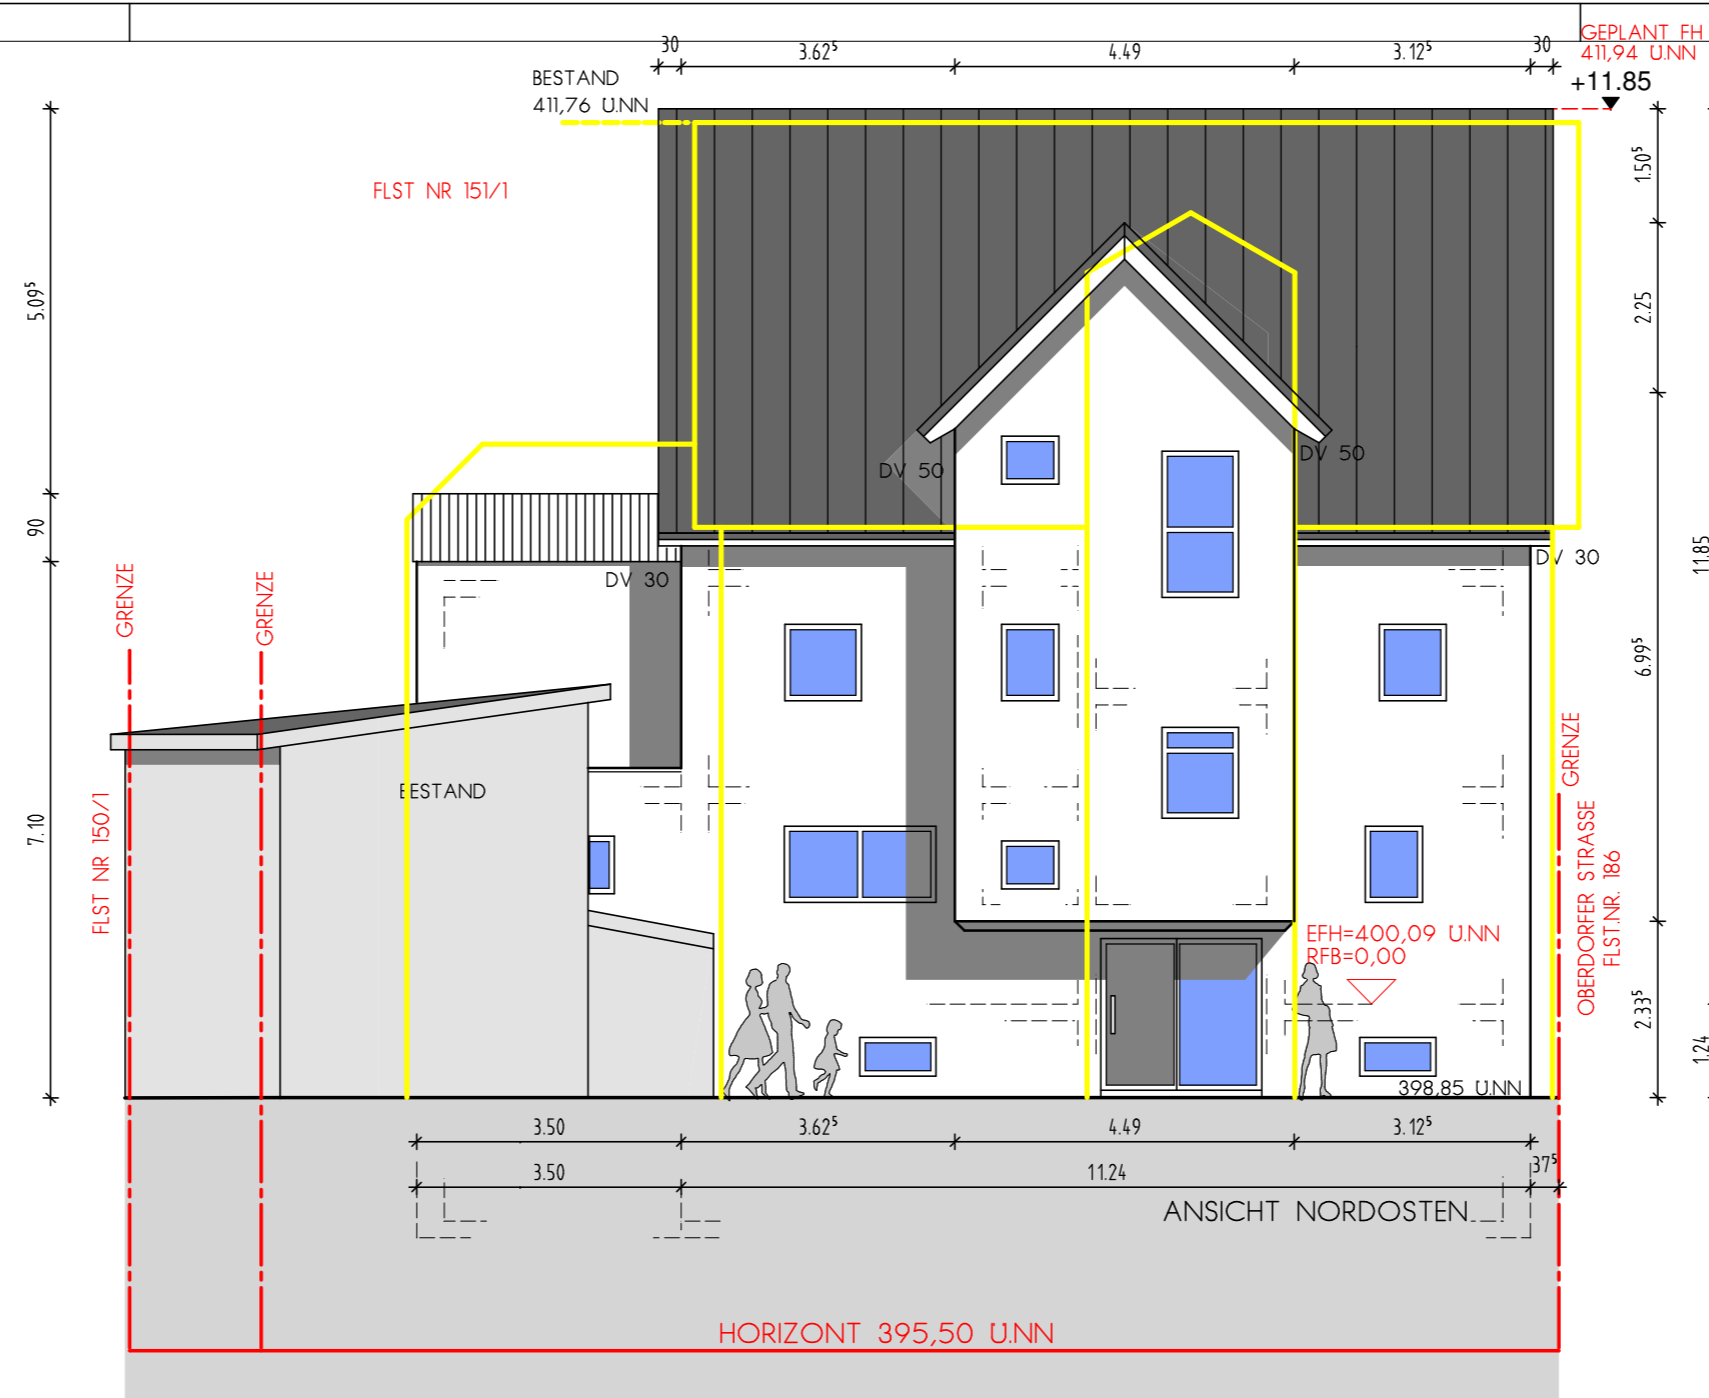 GEPLANT FH
411,94 Ü.NN
+11.85
30
3.62⁵
4.49
3.12⁵
30
BESTAND
411,76 Ü.NN
FLST NR 151/1
1.50⁵
5.09⁵
2.25
DV 50
DV 50
90
DV 30
DV 30
11.85
GRENZE
GRENZE
6.99⁵
GRENZE
BESTAND
7.10
FLST NR 150/1
OBERDORFER STRASSE
FLST.NR. 186
EFH=400,09 Ü.NN
RFB=0,00
2.33⁵
1.24
398,85 Ü.NN
3.50
3.62⁵
4.49
3.12⁵
3.50
11.24
37⁵
ANSICHT NORDOSTEN
HORIZONT 395,50 Ü.NN